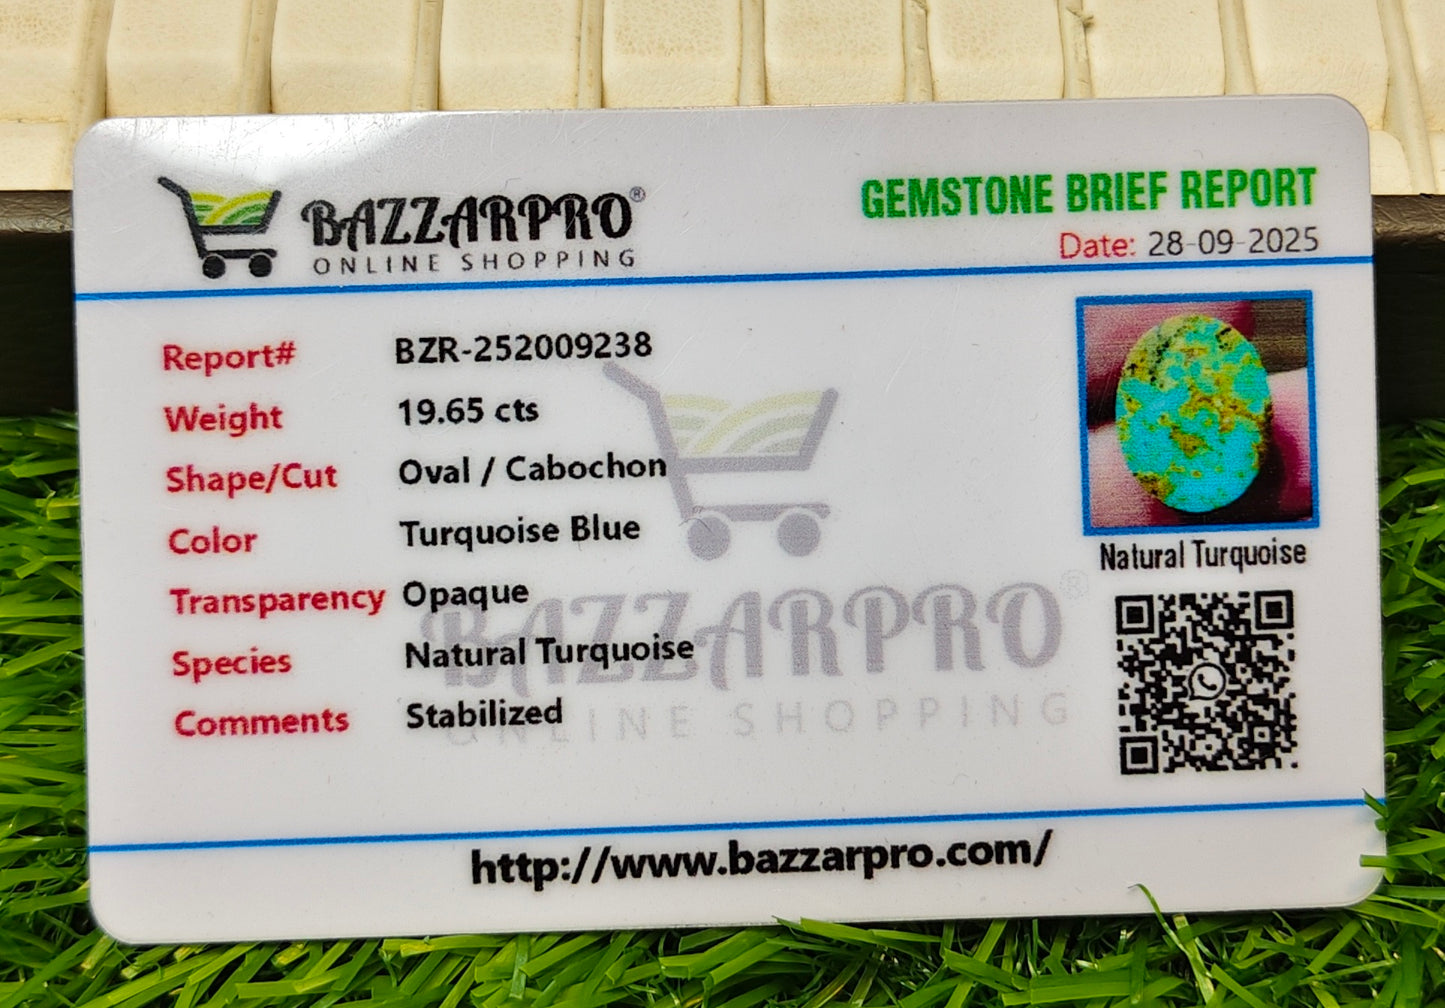 BAZZARPRO®
ONLINE SHOPPING
GEMSTONE BRIEF REPORT
Date: 28-09-2025
Report# BZR-252009238
Weight 19.65 cts
Shape/Cut Oval / Cabochon
Color Turquoise Blue
Transparency Opaque
Species Natural Turquoise
Comments Stabilized
Natural Turquoise
BAZZARPRO®
ONLINE SHOPPING
http://www.bazzarpro.com/